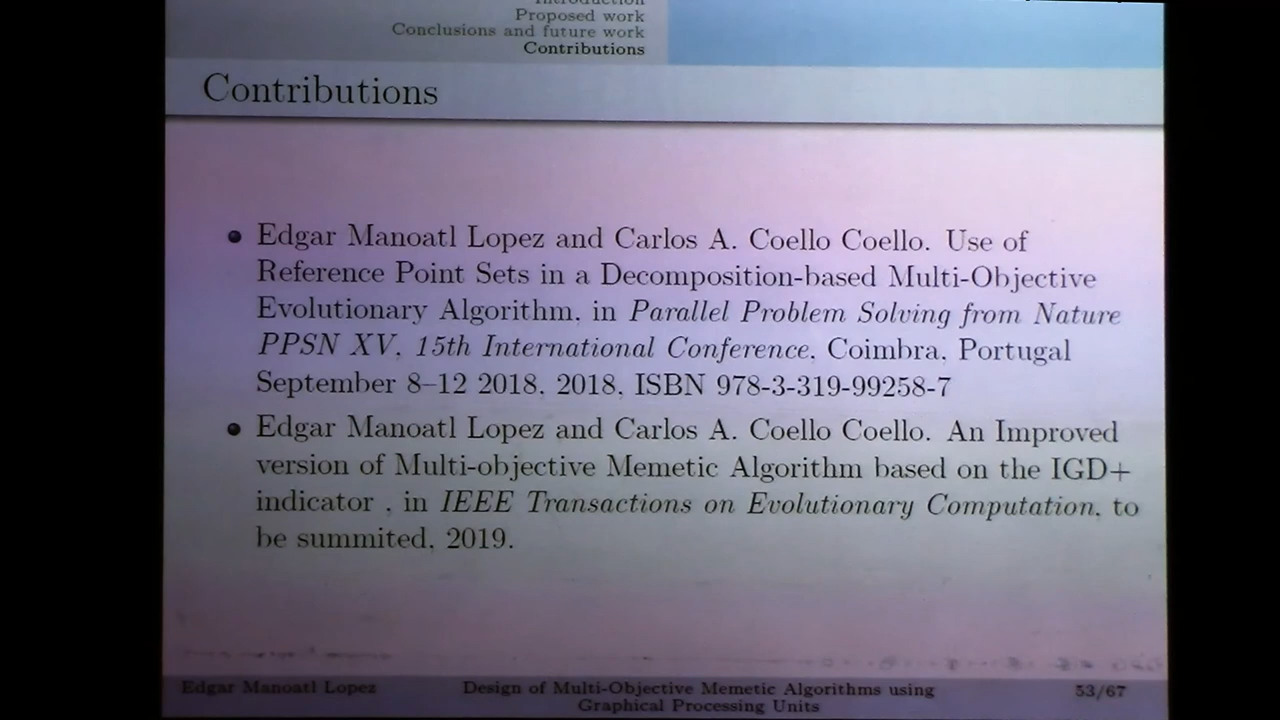 Introduction
Proposed work
Conclusions and future work
Contributions
Contributions
Edgar Manoatl Lopez and Carlos A. Coello Coello. Use of
Reference Point Sets in a Decomposition-based Multi-Objective
Evolutionary Algorithm, in Parallel Problem Solving from Nature
PPSN XV, 15th International Conference, Coimbra, Portugal
September 8–12 2018, 2018, ISBN 978-3-319-99258-7
Edgar Manoatl Lopez and Carlos A. Coello Coello. An Improved
version of Multi-objective Memetic Algorithm based on the IGD+
indicator , in IEEE Transactions on Evolutionary Computation, to
be summited, 2019.
Edgar Manoatl Lopez
Design of Multi-Objective Memetic Algorithms using
Graphical Processing Units
53/67